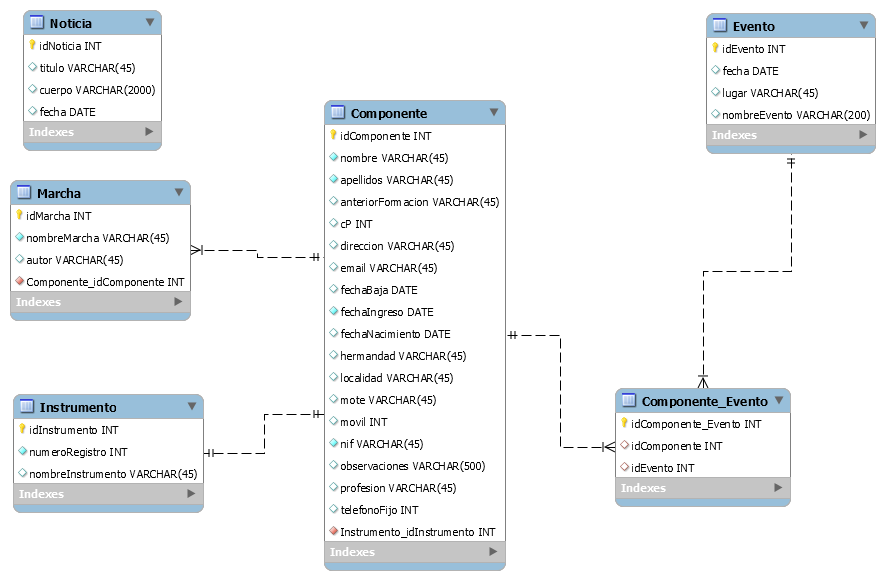 Noticia
idNoticia INT
titulo VARCHAR(45)
cuerpo VARCHAR(2000)
fecha DATE
Indexes
Marcha
idMarcha INT
nombreMarcha VARCHAR(45)
autor VARCHAR(45)
Componente_idComponente INT
Indexes
Instrumento
idInstrumento INT
numeroRegistro INT
nombreInstrumento VARCHAR(45)
Indexes
Componente
idComponente INT
nombre VARCHAR(45)
apellidos VARCHAR(45)
anteriorFormacion VARCHAR(45)
cP INT
direccion VARCHAR(45)
email VARCHAR(45)
fechaBaja DATE
fechaIngreso DATE
fechaNacimiento DATE
hermandad VARCHAR(45)
localidad VARCHAR(45)
mote VARCHAR(45)
movil INT
nif VARCHAR(45)
observaciones VARCHAR(500)
profesion VARCHAR(45)
telefonoFijo INT
Instrumento_idInstrumento INT
Indexes
Evento
idEvento INT
fecha DATE
lugar VARCHAR(45)
nombreEvento VARCHAR(200)
Indexes
Componente_Evento
idComponente_Evento INT
idComponente INT
idEvento INT
Indexes